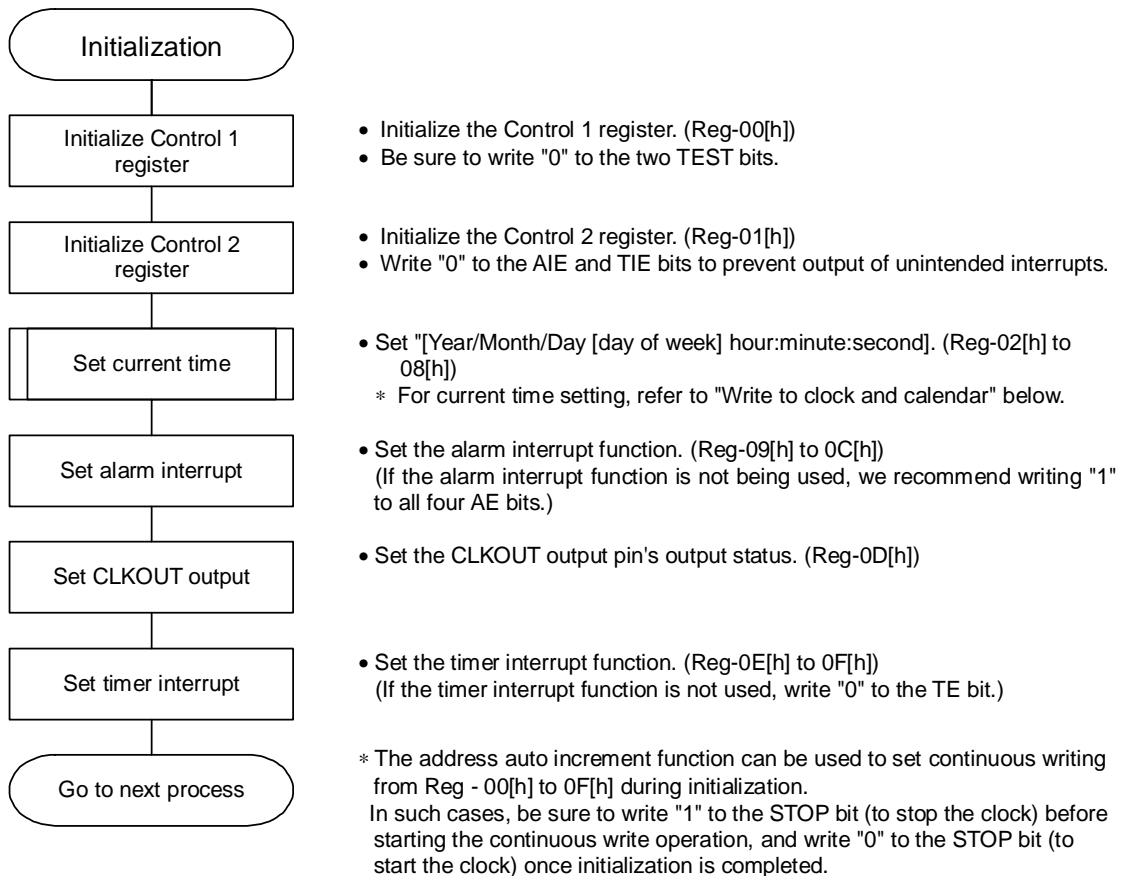 Initialization
Initialize Control 1
register
• Initialize the Control 1 register. (Reg-00[h])
• Be sure to write "0" to the two TEST bits.
Initialize Control 2
register
• Initialize the Control 2 register. (Reg-01[h])
• Write "0" to the AIE and TIE bits to prevent output of unintended interrupts.
Set current time
• Set "[Year/Month/Day [day of week] hour:minute:second]. (Reg-02[h] to
08[h])
* For current time setting, refer to "Write to clock and calendar" below.
Set alarm interrupt
• Set the alarm interrupt function. (Reg-09[h] to 0C[h])
(If the alarm interrupt function is not being used, we recommend writing "1"
to all four AE bits.)
Set CLKOUT output
• Set the CLKOUT output pin's output status. (Reg-0D[h])
Set timer interrupt
• Set the timer interrupt function. (Reg-0E[h] to 0F[h])
(If the timer interrupt function is not used, write "0" to the TE bit.)
Go to next process
* The address auto increment function can be used to set continuous writing
from Reg - 00[h] to 0F[h] during initialization.
In such cases, be sure to write "1" to the STOP bit (to stop the clock) before
starting the continuous write operation, and write "0" to the STOP bit (to
start the clock) once initialization is completed.